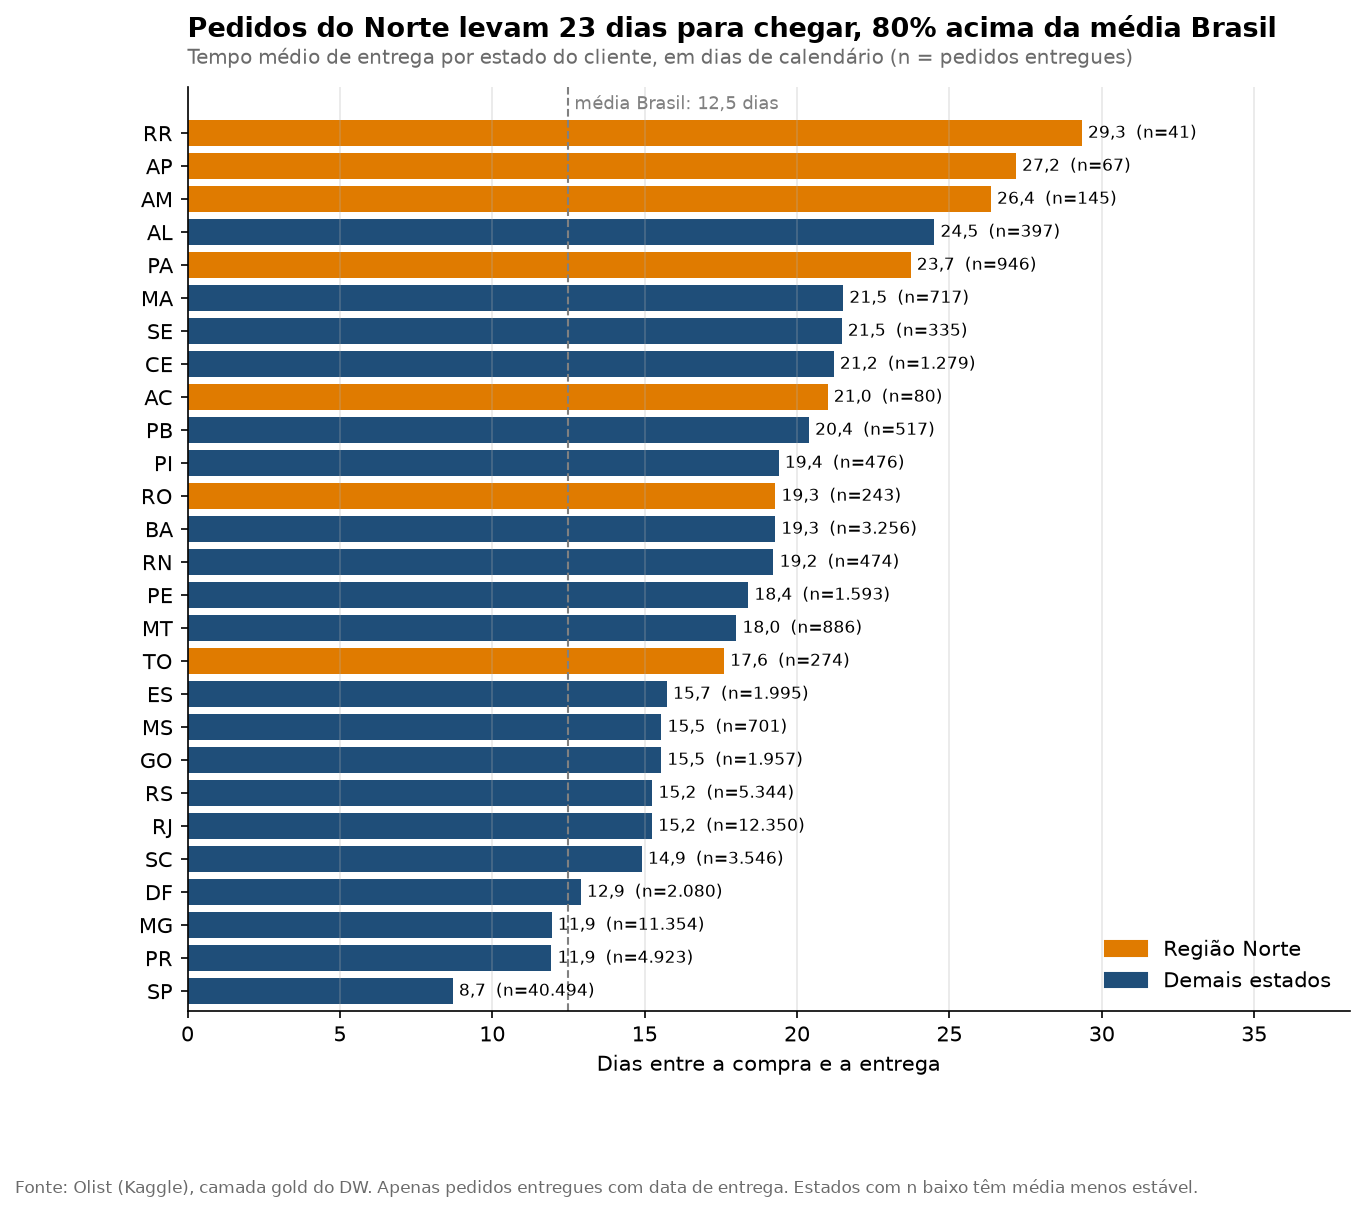 Pedidos do Norte levam 23 dias para chegar, 80% acima da média Brasil
Tempo médio de entrega por estado do cliente, em dias de calendário (n = pedidos entregues)
média Brasil: 12,5 dias
RR 29,3 (n=41)
AP 27,2 (n=67)
AM 26,4 (n=145)
AL 24,5 (n=397)
PA 23,7 (n=946)
MA 21,5 (n=717)
SE 21,5 (n=335)
CE 21,2 (n=1.279)
AC 21,0 (n=80)
PB 20,4 (n=517)
PI 19,4 (n=476)
RO 19,3 (n=243)
BA 19,3 (n=3.256)
RN 19,2 (n=474)
PE 18,4 (n=1.593)
MT 18,0 (n=886)
TO 17,6 (n=274)
ES 15,7 (n=1.995)
MS 15,5 (n=701)
GO 15,5 (n=1.957)
RS 15,2 (n=5.344)
RJ 15,2 (n=12.350)
SC 14,9 (n=3.546)
DF 12,9 (n=2.080)
MG 11,9 (n=11.354)
PR 11,9 (n=4.923)
SP 8,7 (n=40.494)
Região Norte
Demais estados
0 5 10 15 20 25 30 35
Dias entre a compra e a entrega
Fonte: Olist (Kaggle), camada gold do DW. Apenas pedidos entregues com data de entrega. Estados com n baixo têm média menos estável.